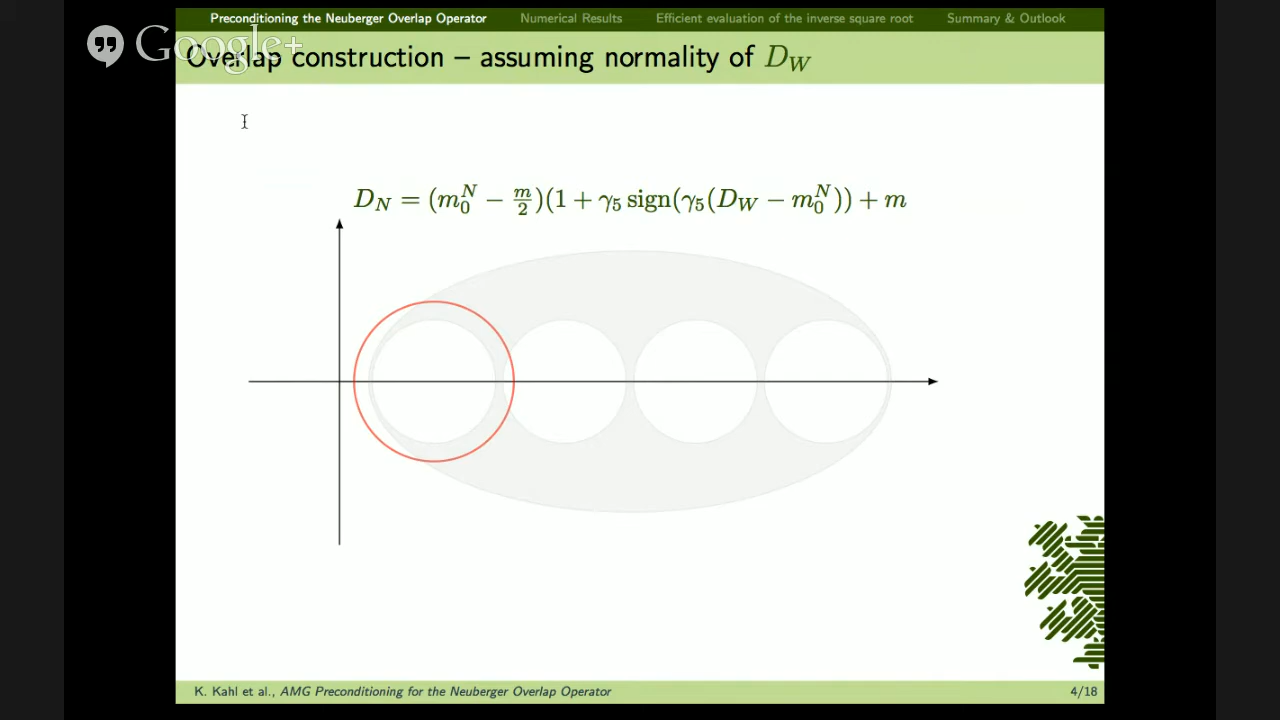 Preconditioning the Neuberger Overlap Operator Numerical Results Efficient evaluation of the inverse square root Summary & Outlook
Google+
Overlap construction – assuming normality of D_W
D_N = (m_0^N − m/2)(1 + γ_5 sign(γ_5(D_W − m_0^N)) + m
K. Kahl et al., AMG Preconditioning for the Neuberger Overlap Operator 4/18